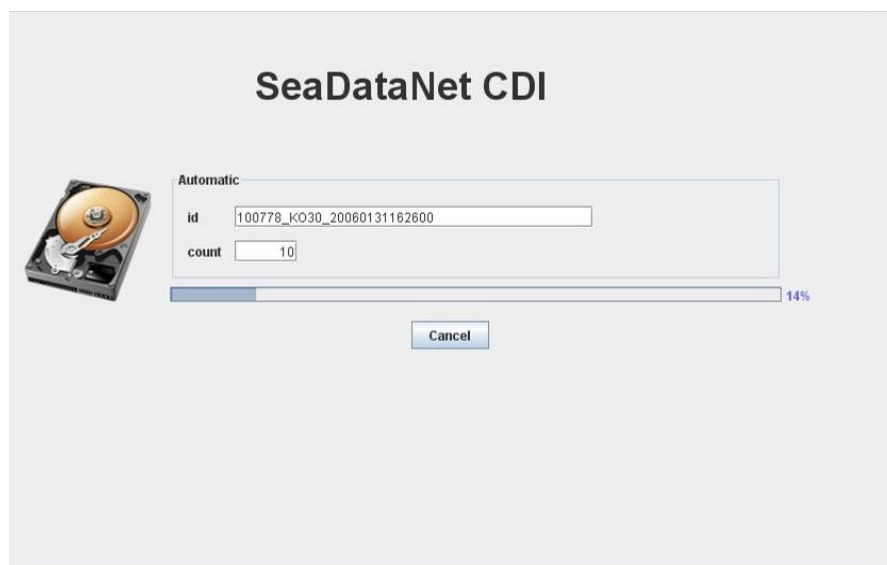 SeaDataNet CDI
Automatic
id 100778_KO30_20060131162600
count 10
14%
Cancel